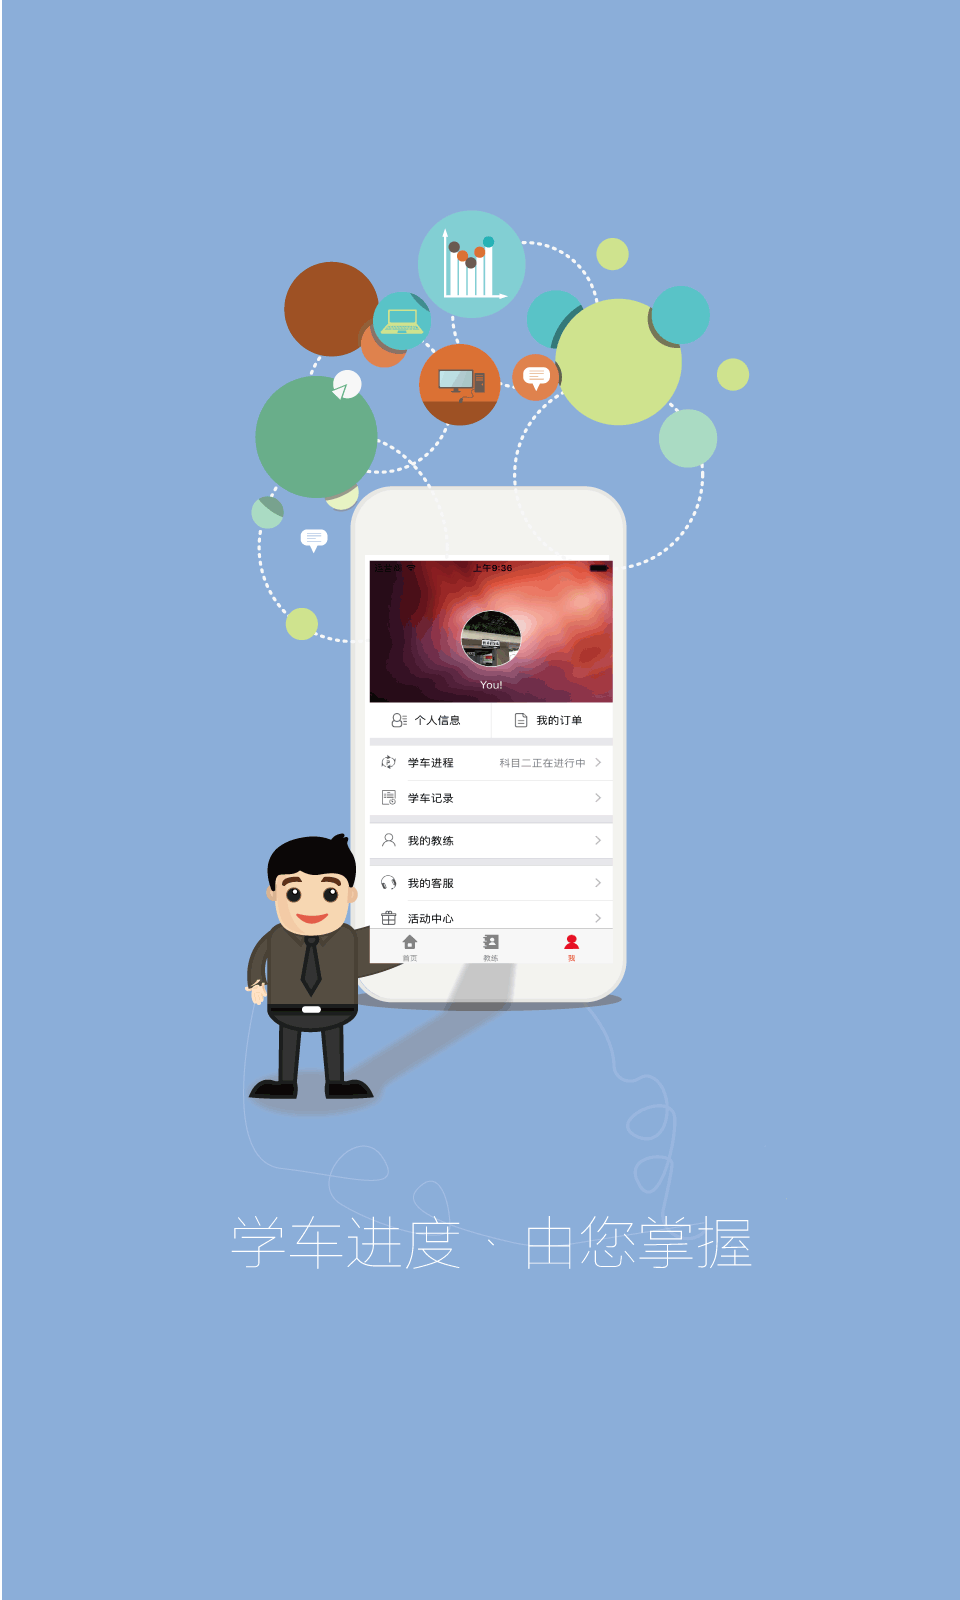 上午9:36
You!
个人信息
我的订单
学车进程 科目二正在进行中
学车记录
我的教练
我的客服
活动中心
首页 教练 我
学车进度、由您掌握